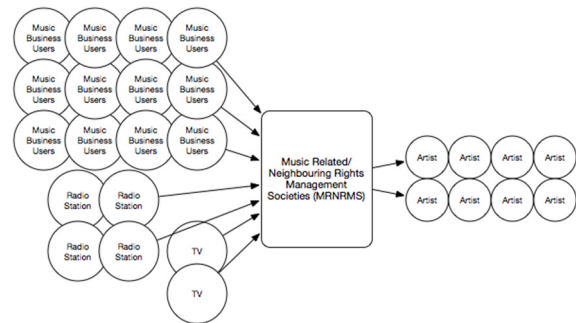 Music
Business
Users
Music
Business
Users
Music
Business
Users
Music
Business
Users
Music
Business
Users
Music
Business
Users
Music
Business
Users
Music
Business
Users
Music
Business
Users
Music
Business
Users
Music
Business
Users
Music
Business
Users
Radio
Station
Radio
Station
Radio
Station
Radio
Station
TV
TV
Music Related/
Neighbouring Rights
Management
Societies (MRNRMS)
Artist
Artist
Artist
Artist
Artist
Artist
Artist
Artist